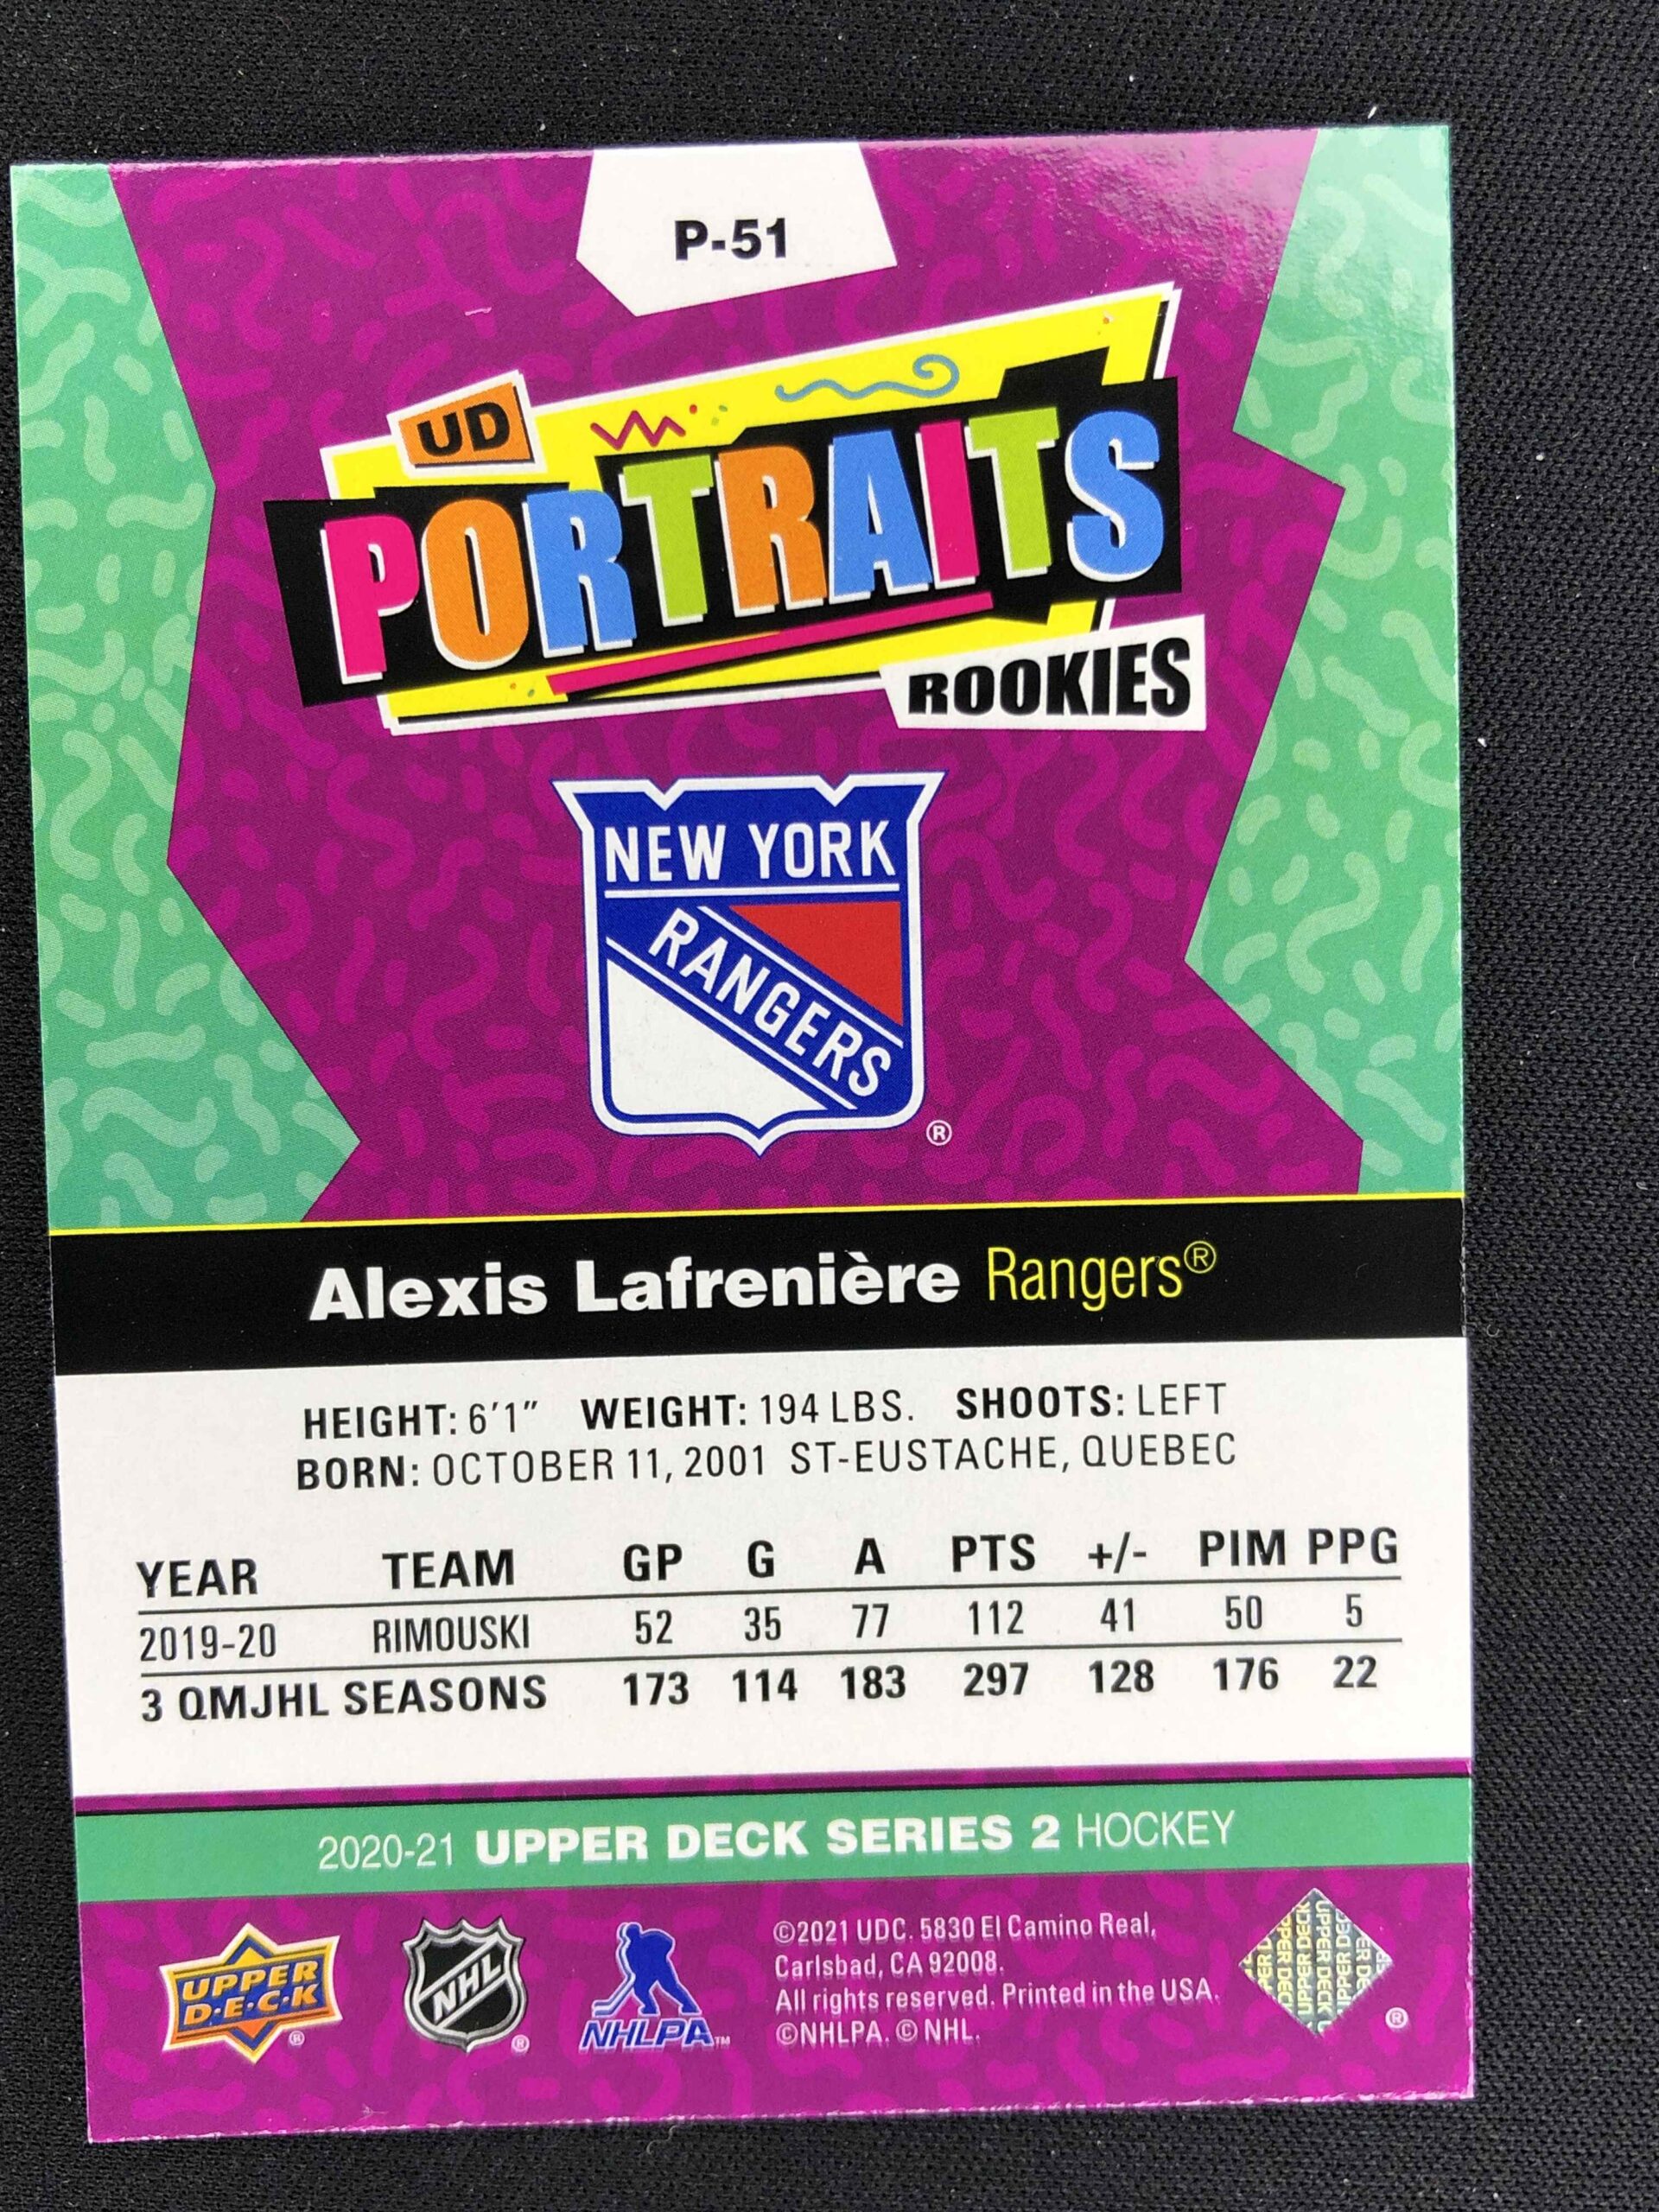 P-51
UD
PORTRAITS
ROOKIES
NEW YORK
RANGERS
®
Alexis Lafrenière Rangers®
HEIGHT: 6'1" WEIGHT: 194 LBS. SHOOTS: LEFT
BORN: OCTOBER 11, 2001 ST-EUSTACHE, QUEBEC
YEAR TEAM GP G A PTS +/- PIM PPG
2019-20 RIMOUSKI 52 35 77 112 41 50 5
3 QMJHL SEASONS 173 114 183 297 128 176 22
2020-21 UPPER DECK SERIES 2 HOCKEY
UPPER
D•E•C•K
®
NHL
®
NHLPA™
©2021 UDC. 5830 El Camino Real,
Carlsbad, CA 92008.
All rights reserved. Printed in the USA.
©NHLPA. © NHL.
UPPER DECK
UPPER DECK
®